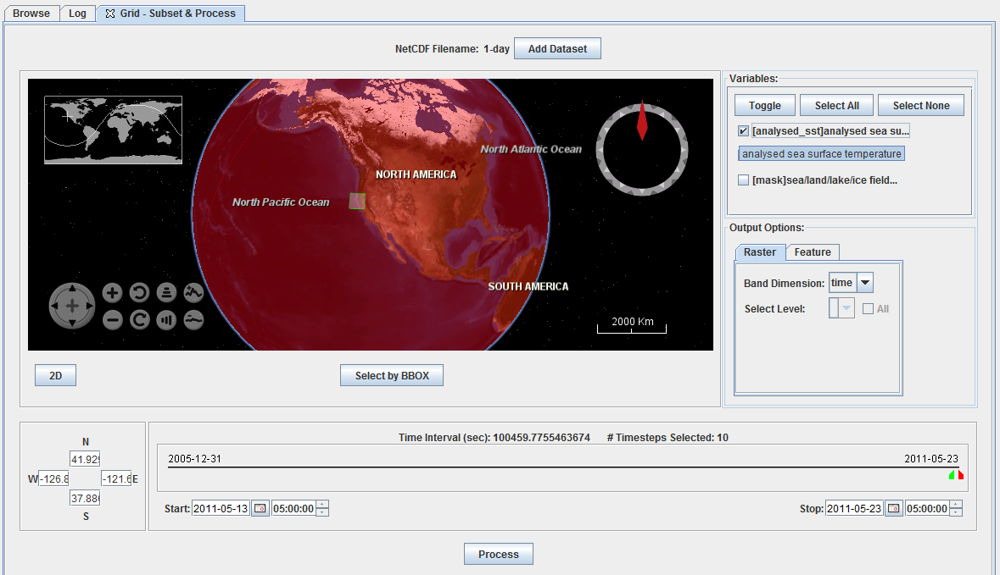 Browse Log Grid - Subset & Process
NetCDF Filename: 1-day Add Dataset
North Atlantic Ocean
NORTH AMERICA
North Pacific Ocean
SOUTH AMERICA
2000 Km
2D Select by BBOX
Variables:
Toggle Select All Select None
[analysed_sst]analysed sea su...
analysed sea surface temperature
[mask]sea/land/lake/ice field...
Output Options:
Raster Feature
Band Dimension: time
Select Level: All
N
41.929
W -126.8 -121.6 E
37.886
S
Time Interval (sec): 100459.7755463674 # Timesteps Selected: 10
2005-12-31 2011-05-23
Start: 2011-05-13 05:00:00 Stop: 2011-05-23 05:00:00
Process